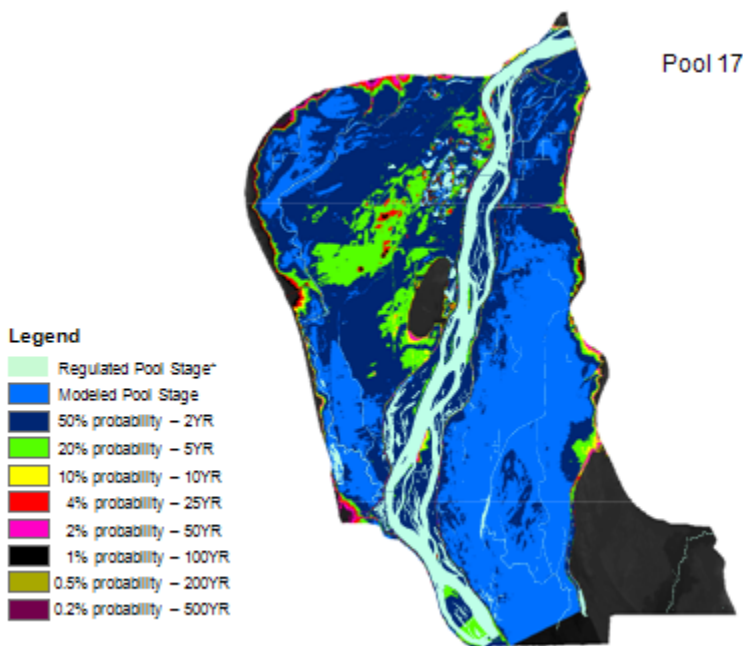 Pool 17
Legend
Regulated Pool Stage*
Modeled Pool Stage
50% probability – 2YR
20% probability – 5YR
10% probability – 10YR
4% probability – 25YR
2% probability – 50YR
1% probability – 100YR
0.5% probability – 200YR
0.2% probability – 500YR